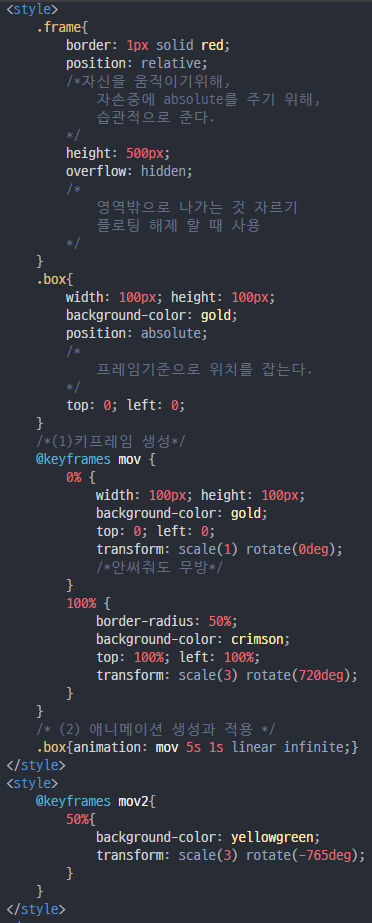 <style>
    .frame{
        border: 1px solid red;
        position: relative;
        /*자신을 움직이기위해,
            자손중에 absolute를 주기 위해,
            습관적으로 준다.
        */
        height: 500px;
        overflow: hidden;
        /*
            영역밖으로 나가는 것 자르기
            플로팅 해제 할 때 사용
        */
    }
    .box{
        width: 100px; height: 100px;
        background-color: gold;
        position: absolute;
        /*
            프레임기준으로 위치를 잡는다.
        */
        top: 0; left: 0;
    }
    /*(1)키프레임 생성*/
    @keyframes mov {
        0% {
            width: 100px; height: 100px;
            background-color: gold;
            top: 0; left: 0;
            transform: scale(1) rotate(0deg);
            /*안써줘도 무방*/
        }
        100% {
            border-radius: 50%;
            background-color: crimson;
            top: 100%; left: 100%;
            transform: scale(3) rotate(720deg);
        }
    }
    /* (2) 애니메이션 생성과 적용 */
    .box{animation: mov 5s 1s linear infinite;}
</style>
<style>
    @keyframes mov2{
        50%{
            background-color: yellowgreen;
            transform: scale(3) rotate(-765deg);
        }
    }
</style>